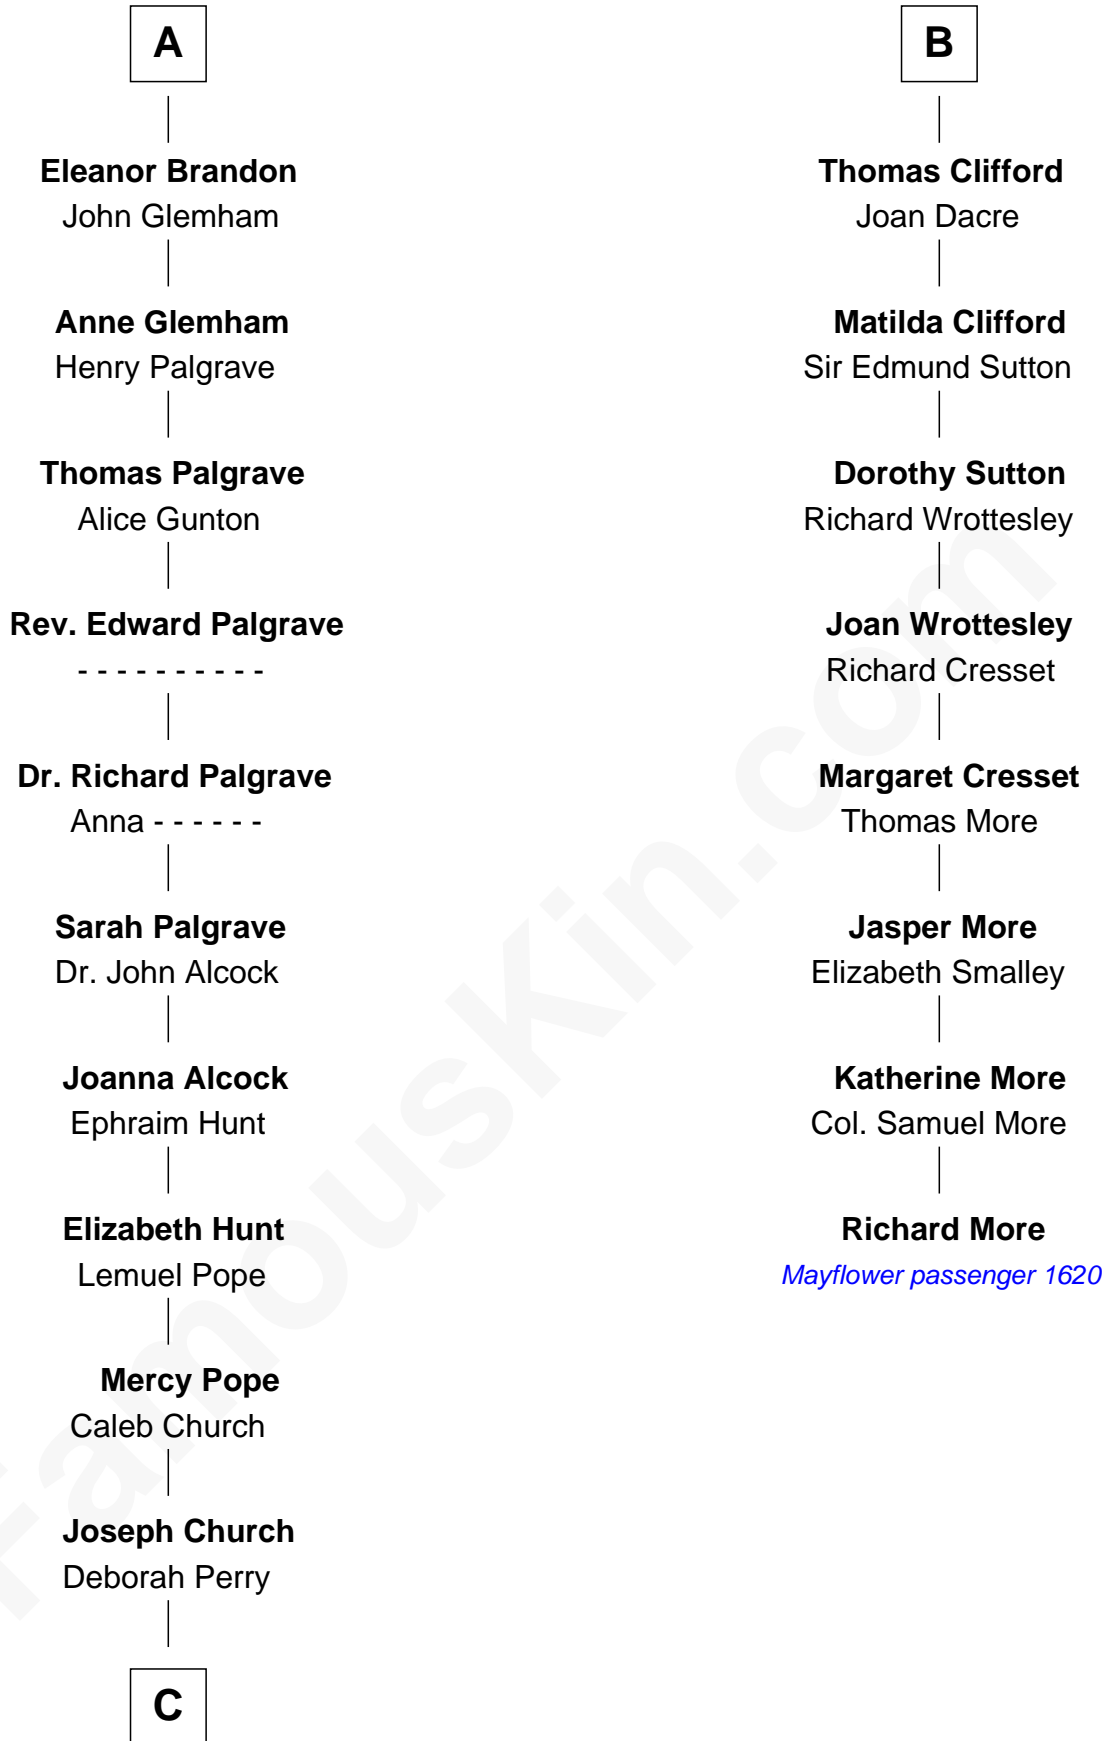 A
Eleanor Brandon
John Glemham
Anne Glemham
Henry Palgrave
Thomas Palgrave
Alice Gunton
Rev. Edward Palgrave
- - - - - - - - - -
Dr. Richard Palgrave
Anna - - - - - -
Sarah Palgrave
Dr. John Alcock
Joanna Alcock
Ephraim Hunt
Elizabeth Hunt
Lemuel Pope
Mercy Pope
Caleb Church
Joseph Church
Deborah Perry
C
B
Thomas Clifford
Joan Dacre
Matilda Clifford
Sir Edmund Sutton
Dorothy Sutton
Richard Wrottesley
Joan Wrottesley
Richard Cresset
Margaret Cresset
Thomas More
Jasper More
Elizabeth Smalley
Katherine More
Col. Samuel More
Richard More
Mayflower passenger 1620
FamousKin.com